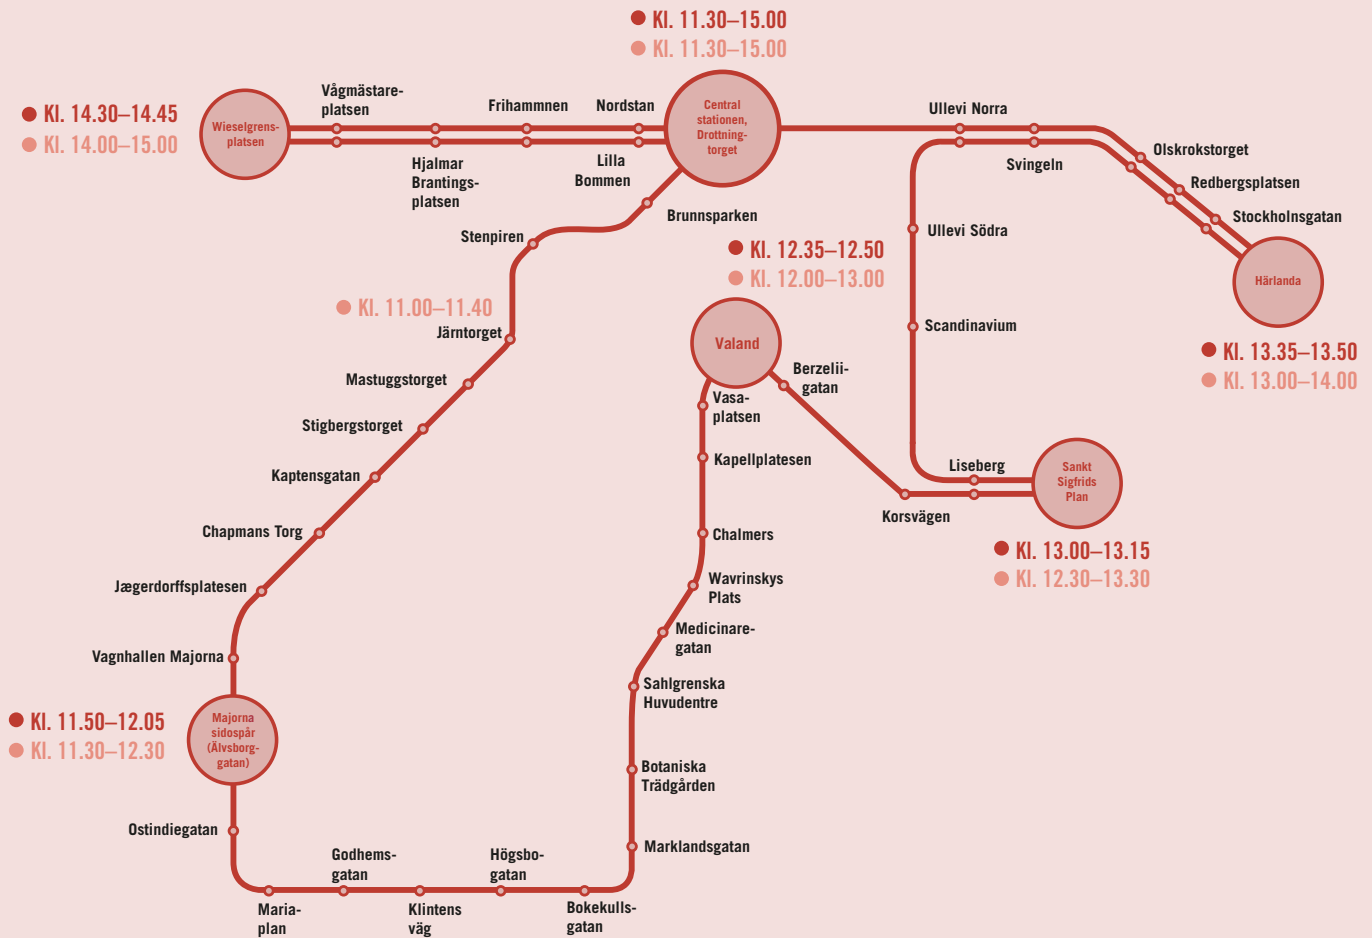 Kl. 11.30–15.00
Kl. 11.30–15.00
Kl. 14.30–14.45
Kl. 14.00–15.00
Wieselgrens-
platsen
Vågmästare-
platsen
Hjalmar
Brantings-
platsen
Frihammnen
Nordstan
Lilla
Bommen
Central
stationen,
Drottning-
torget
Ullevi Norra
Svingeln
Olskrokstorget
Redbergsplatsen
Stockholnsgatan
Härlanda
Kl. 13.35–13.50
Kl. 13.00–14.00
Brunnsparken
Stenpiren
Kl. 11.00–11.40
Järntorget
Mastuggstorget
Stigbergstorget
Kaptensgatan
Chapmans Torg
Jægerdorffsplatesen
Vagnhallen Majorna
Kl. 11.50–12.05
Kl. 11.30–12.30
Majorna
sidospår
(Älvsborg-
gatan)
Ostindiegatan
Maria-
plan
Godhems-
gatan
Klintens
väg
Högsbo-
gatan
Bokekulls-
gatan
Marklandsgatan
Botaniska
Trädgården
Sahlgrenska
Huvudentre
Medicinare-
gatan
Wavrinskys
Plats
Chalmers
Kapellplatesen
Vasa-
platsen
Kl. 12.35–12.50
Kl. 12.00–13.00
Valand
Berzelii-
gatan
Korsvägen
Liseberg
Sankt
Sigfrids
Plan
Kl. 13.00–13.15
Kl. 12.30–13.30
Scandinavium
Ullevi Södra